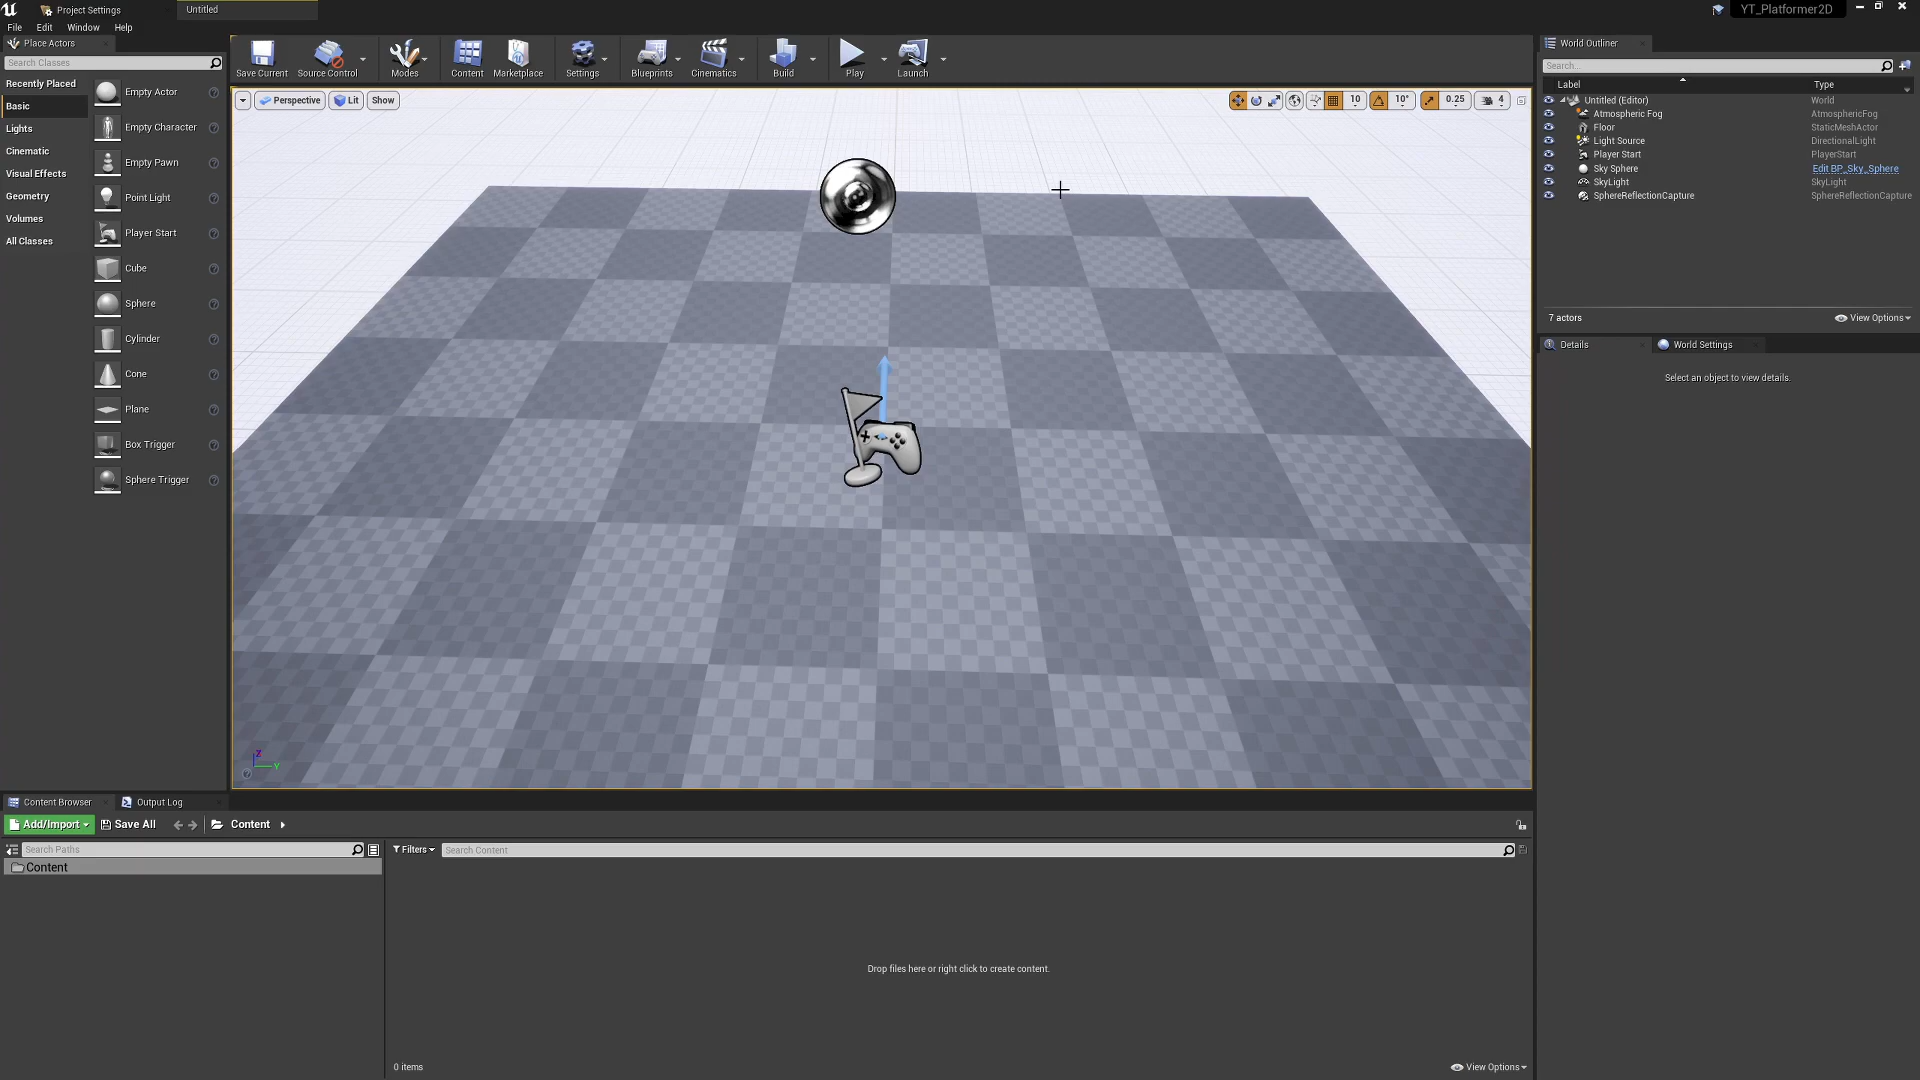 Project Settings
Untitled
YT_Platformer2D
File Edit Window Help
Place Actors
Search Classes
Recently Placed
Basic
Lights
Cinematic
Visual Effects
Geometry
Volumes
All Classes
Empty Actor
Empty Character
Empty Pawn
Point Light
Player Start
Cube
Sphere
Cylinder
Cone
Plane
Box Trigger
Sphere Trigger
Save Current
Source Control
Modes
Content
Marketplace
Settings
Blueprints
Cinematics
Build
Play
Launch
Perspective Lit Show
10 10° 0.25 4
Z
Y
World Outliner
Search...
Label Type
Untitled (Editor) World
Atmospheric Fog AtmosphericFog
Floor StaticMeshActor
Light Source DirectionalLight
Player Start PlayerStart
Sky Sphere Edit BP_Sky_Sphere
SkyLight SkyLight
SphereReflectionCapture SphereReflectionCapture
7 actors View Options
Details World Settings
Select an object to view details.
Content Browser Output Log
Add/Import Save All Content
Search Paths
Content
Filters Search Content
Drop files here or right click to create content.
0 items View Options